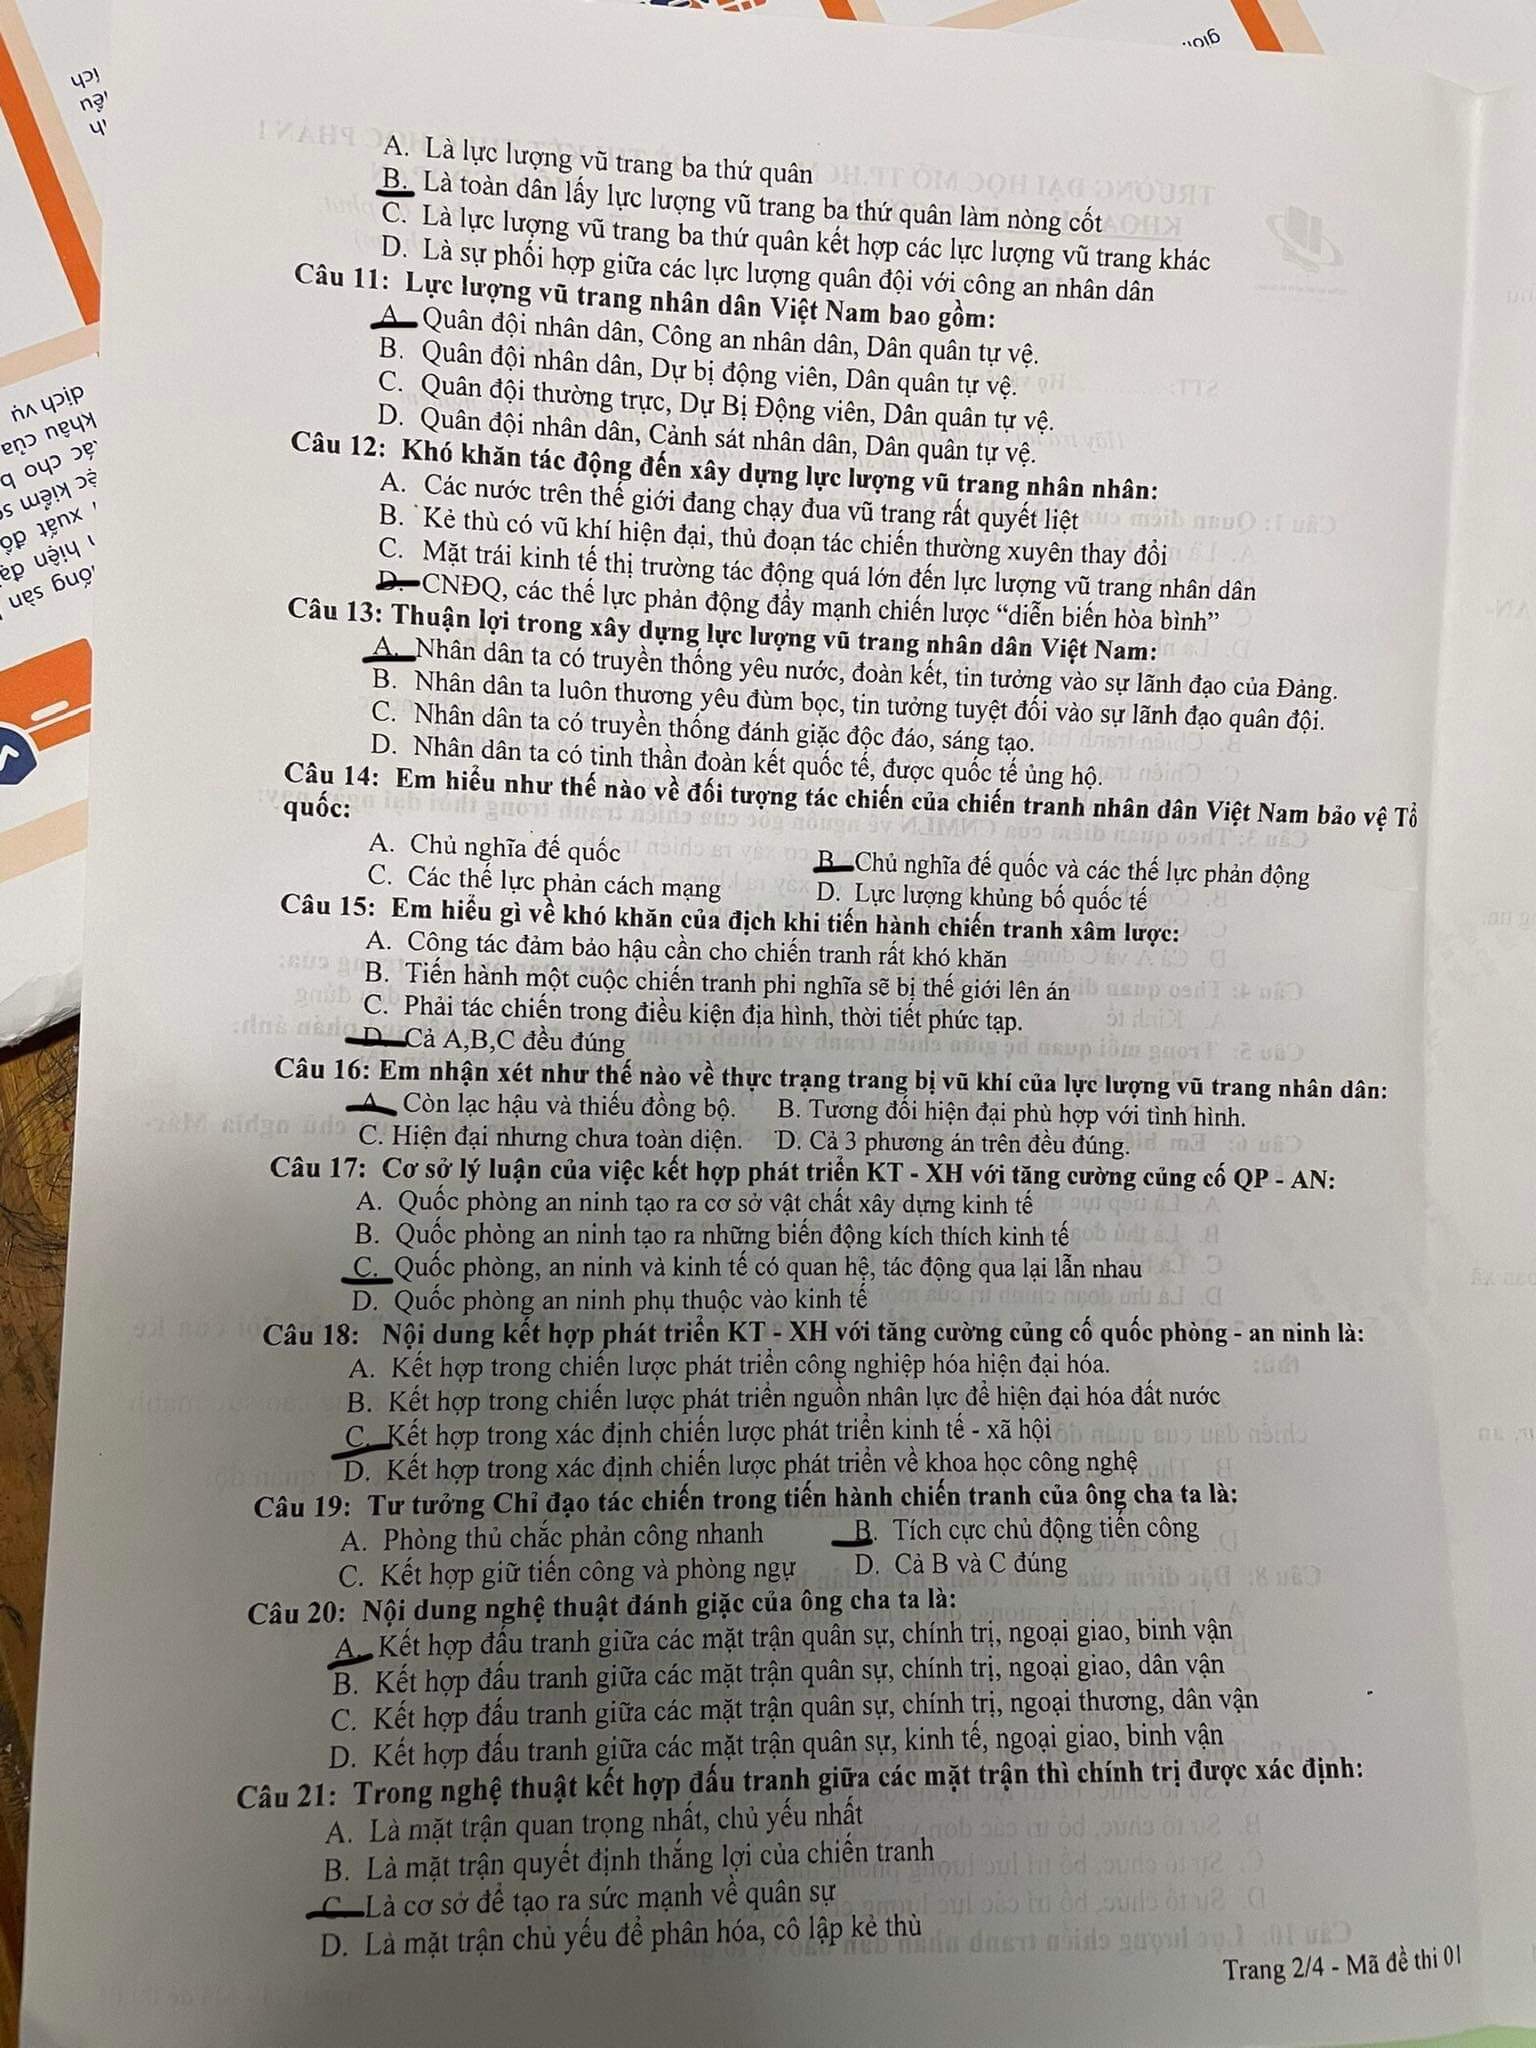 A. Là lực lượng vũ trang ba thứ quân
B. Là toàn dân lấy lực lượng vũ trang ba thứ quân làm nòng cốt
C. Là lực lượng vũ trang ba thứ quân kết hợp các lực lượng vũ trang khác
D. Là sự phối hợp giữa các lực lượng quân đội với công an nhân dân
Câu 11: Lực lượng vũ trang nhân dân Việt Nam bao gồm:
A. Quân đội nhân dân, Công an nhân dân, Dân quân tự vệ.
B. Quân đội nhân dân, Dự bị động viên, Dân quân tự vệ.
C. Quân đội thường trực, Dự Bị Động viên, Dân quân tự vệ.
D. Quân đội nhân dân, Cảnh sát nhân dân, Dân quân tự vệ.
Câu 12: Khó khăn tác động đến xây dựng lực lượng vũ trang nhân nhân:
A. Các nước trên thế giới đang chạy đua vũ trang rất quyết liệt
B. Kẻ thù có vũ khí hiện đại, thủ đoạn tác chiến thường xuyên thay đổi
C. Mặt trái kinh tế thị trường tác động quá lớn đến lực lượng vũ trang nhân dân
D. CNĐQ, các thế lực phản động đẩy mạnh chiến lược “diễn biến hòa bình”
Câu 13: Thuận lợi trong xây dựng lực lượng vũ trang nhân dân Việt Nam:
A. Nhân dân ta có truyền thống yêu nước, đoàn kết, tin tưởng vào sự lãnh đạo của Đảng.
B. Nhân dân ta luôn thương yêu đùm bọc, tin tưởng tuyệt đối vào sự lãnh đạo quân đội.
C. Nhân dân ta có truyền thống đánh giặc độc đáo, sáng tạo.
D. Nhân dân ta có tinh thần đoàn kết quốc tế, được quốc tế ủng hộ.
Câu 14: Em hiểu như thế nào về đối tượng tác chiến của chiến tranh nhân dân Việt Nam bảo vệ Tổ
quốc:
A. Chủ nghĩa đế quốc B. Chủ nghĩa đế quốc và các thế lực phản động
C. Các thế lực phản cách mạng D. Lực lượng khủng bố quốc tế
Câu 15: Em hiểu gì về khó khăn của địch khi tiến hành chiến tranh xâm lược:
A. Công tác đảm bảo hậu cần cho chiến tranh rất khó khăn
B. Tiến hành một cuộc chiến tranh phi nghĩa sẽ bị thế giới lên án
C. Phải tác chiến trong điều kiện địa hình, thời tiết phức tạp.
D. Cả A,B,C đều đúng
Câu 16: Em nhận xét như thế nào về thực trạng trang bị vũ khí của lực lượng vũ trang nhân dân:
A. Còn lạc hậu và thiếu đồng bộ. B. Tương đối hiện đại phù hợp với tình hình.
C. Hiện đại nhưng chưa toàn diện. D. Cả 3 phương án trên đều đúng.
Câu 17: Cơ sở lý luận của việc kết hợp phát triển KT - XH với tăng cường củng cố QP - AN:
A. Quốc phòng an ninh tạo ra cơ sở vật chất xây dựng kinh tế
B. Quốc phòng an ninh tạo ra những biến động kích thích kinh tế
C. Quốc phòng, an ninh và kinh tế có quan hệ, tác động qua lại lẫn nhau
D. Quốc phòng an ninh phụ thuộc vào kinh tế
Câu 18: Nội dung kết hợp phát triển KT - XH với tăng cường củng cố quốc phòng - an ninh là:
A. Kết hợp trong chiến lược phát triển công nghiệp hóa hiện đại hóa.
B. Kết hợp trong chiến lược phát triển nguồn nhân lực để hiện đại hóa đất nước
C. Kết hợp trong xác định chiến lược phát triển kinh tế - xã hội
D. Kết hợp trong xác định chiến lược phát triển về khoa học công nghệ
Câu 19: Tư tưởng Chỉ đạo tác chiến trong tiến hành chiến tranh của ông cha ta là:
A. Phòng thủ chắc phản công nhanh B. Tích cực chủ động tiến công
C. Kết hợp giữ tiến công và phòng ngự D. Cả B và C đúng
Câu 20: Nội dung nghệ thuật đánh giặc của ông cha ta là:
A. Kết hợp đấu tranh giữa các mặt trận quân sự, chính trị, ngoại giao, binh vận
B. Kết hợp đấu tranh giữa các mặt trận quân sự, chính trị, ngoại giao, dân vận
C. Kết hợp đấu tranh giữa các mặt trận quân sự, chính trị, ngoại thương, dân vận
D. Kết hợp đấu tranh giữa các mặt trận quân sự, kinh tế, ngoại giao, binh vận
Câu 21: Trong nghệ thuật kết hợp đấu tranh giữa các mặt trận thì chính trị được xác định:
A. Là mặt trận quan trọng nhất, chủ yếu nhất
B. Là mặt trận quyết định thắng lợi của chiến tranh
C. Là cơ sở để tạo ra sức mạnh về quân sự
D. Là mặt trận chủ yếu để phân hóa, cô lập kẻ thù
Trang 2/4 - Mã đề thi 01